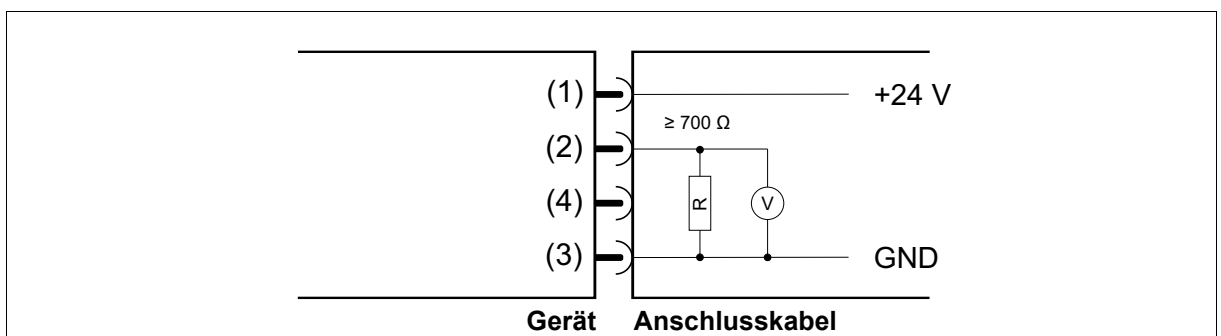 (1) +24 V
≥ 700 Ω
(2)
(4) R V
(3) GND
Gerät Anschlusskabel